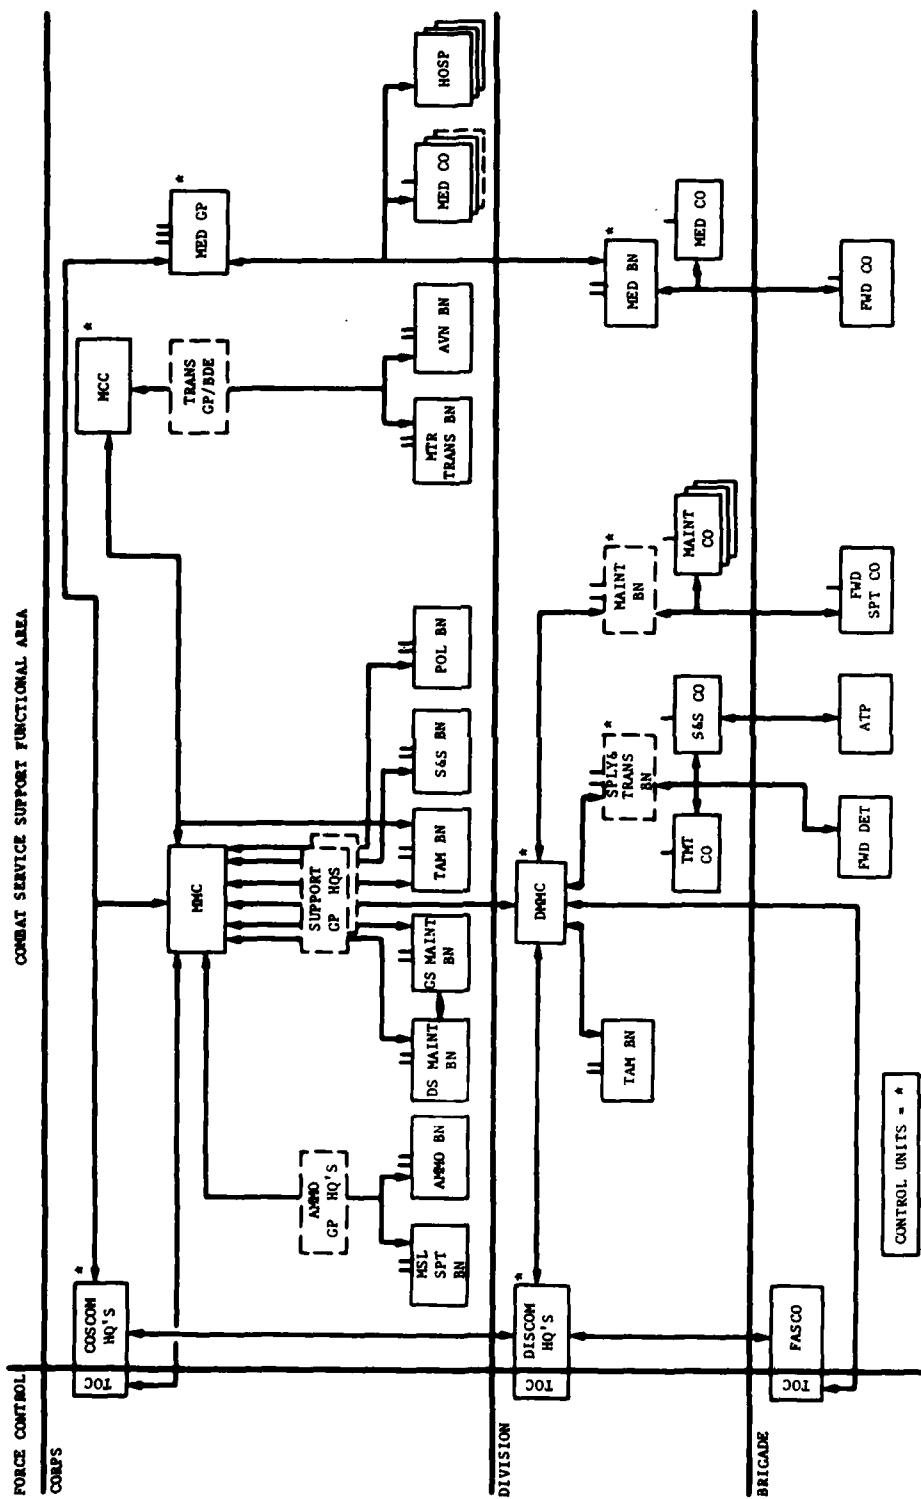 COMBAT SERVICE SUPPORT FUNCTIONAL AREA
FORCE CONTROL
CORPS
TOC
COSCOM
HQ'S
*
MCC
*
MMC
TRANS
GP/BDE
MED GP
*
AMMO
GP HQ'S
SUPPORT
GP HQS
MSL
SPT
BN
AMMO BN
DS MAINT
BN
GS MAINT
BN
TAM BN
S&S BN
POL BN
MTR
TRANS BN
AVN BN
MED CO
HOSP
DIVISION
TOC
DISCOM
HQ'S
*
DMMC
*
TAM BN
SPLY&
TRANS
BN
*
MAINT
BN
*
MED BN
*
TMT
CO
S&S CO
MAINT
CO
MED CO
BRIGADE
TOC
FASCO
FWD DET
ATP
FWD
SPT CO
FWD CO
CONTROL UNITS = *